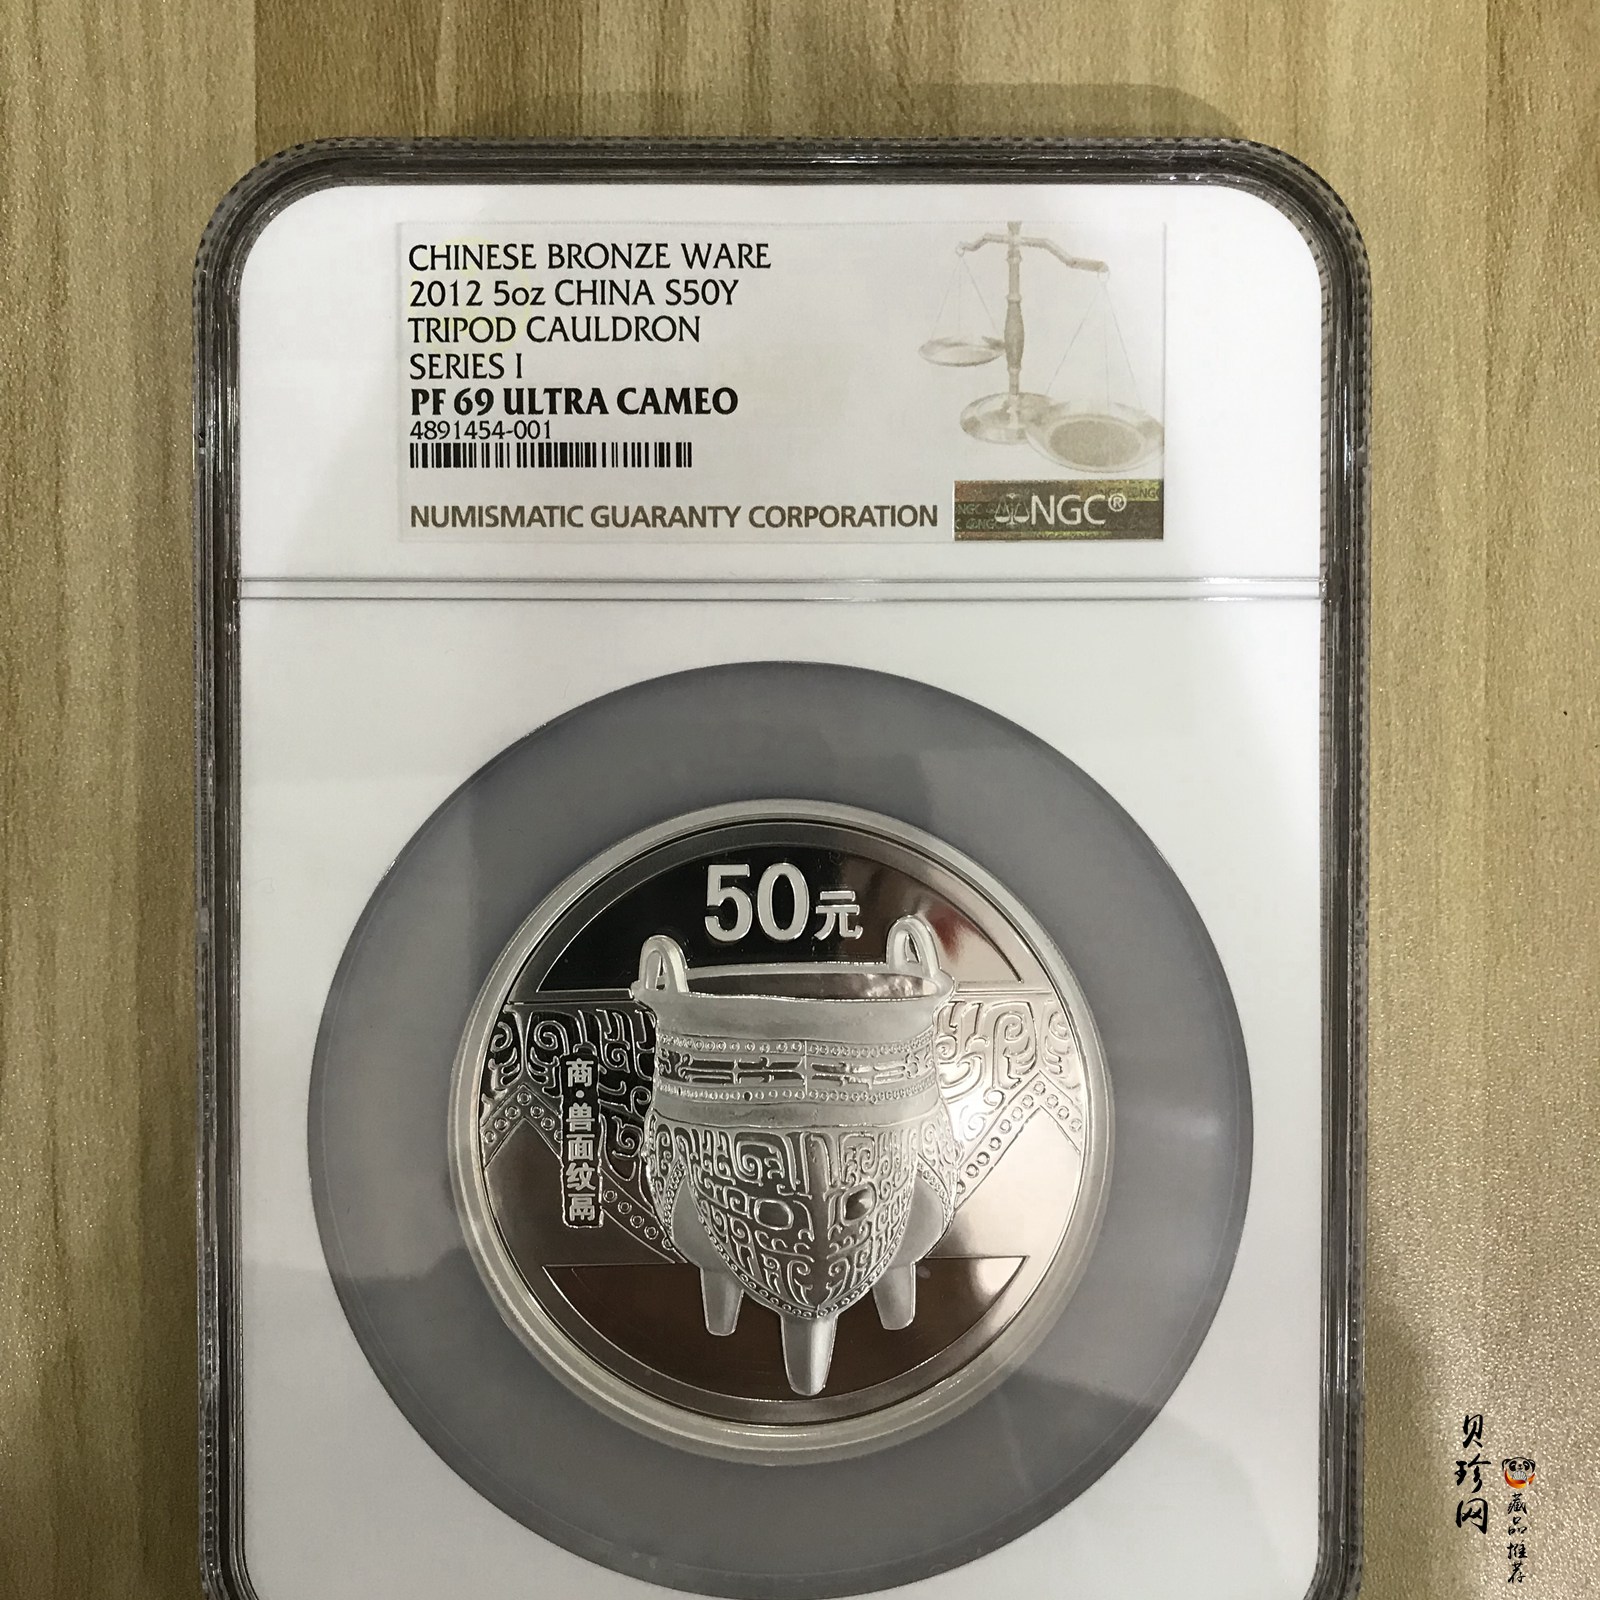 CHINESE BRONZE WARE
2012 5oz CHINA S50Y
TRIPOD CAULDRON
SERIES I
PF 69 ULTRA CAMEO
4891454-001
NUMISMATIC GUARANTY CORPORATION
NGC®
50元
商·兽面纹鬲
贝珍网
藏品推荐